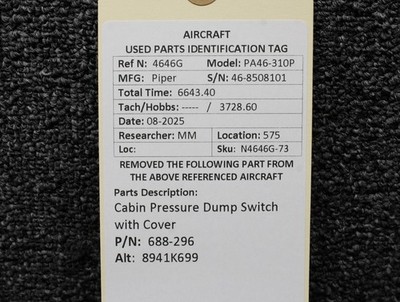 AIRCRAFT
USED PARTS IDENTIFICATION TAG
Ref N: 4646G Model: PA46-310P
MFG: Piper S/N: 46-8508101
Total Time: 6643.40
Tach/Hobbs: ----- / 3728.60
Date: 08-2025
Researcher: MM Location: 575
Loc: Sku: N4646G-73
REMOVED THE FOLLOWING PART FROM
THE ABOVE REFERENCED AIRCRAFT
Parts Description:
Cabin Pressure Dump Switch
with Cover
P/N: 688-296
Alt: 8941K699